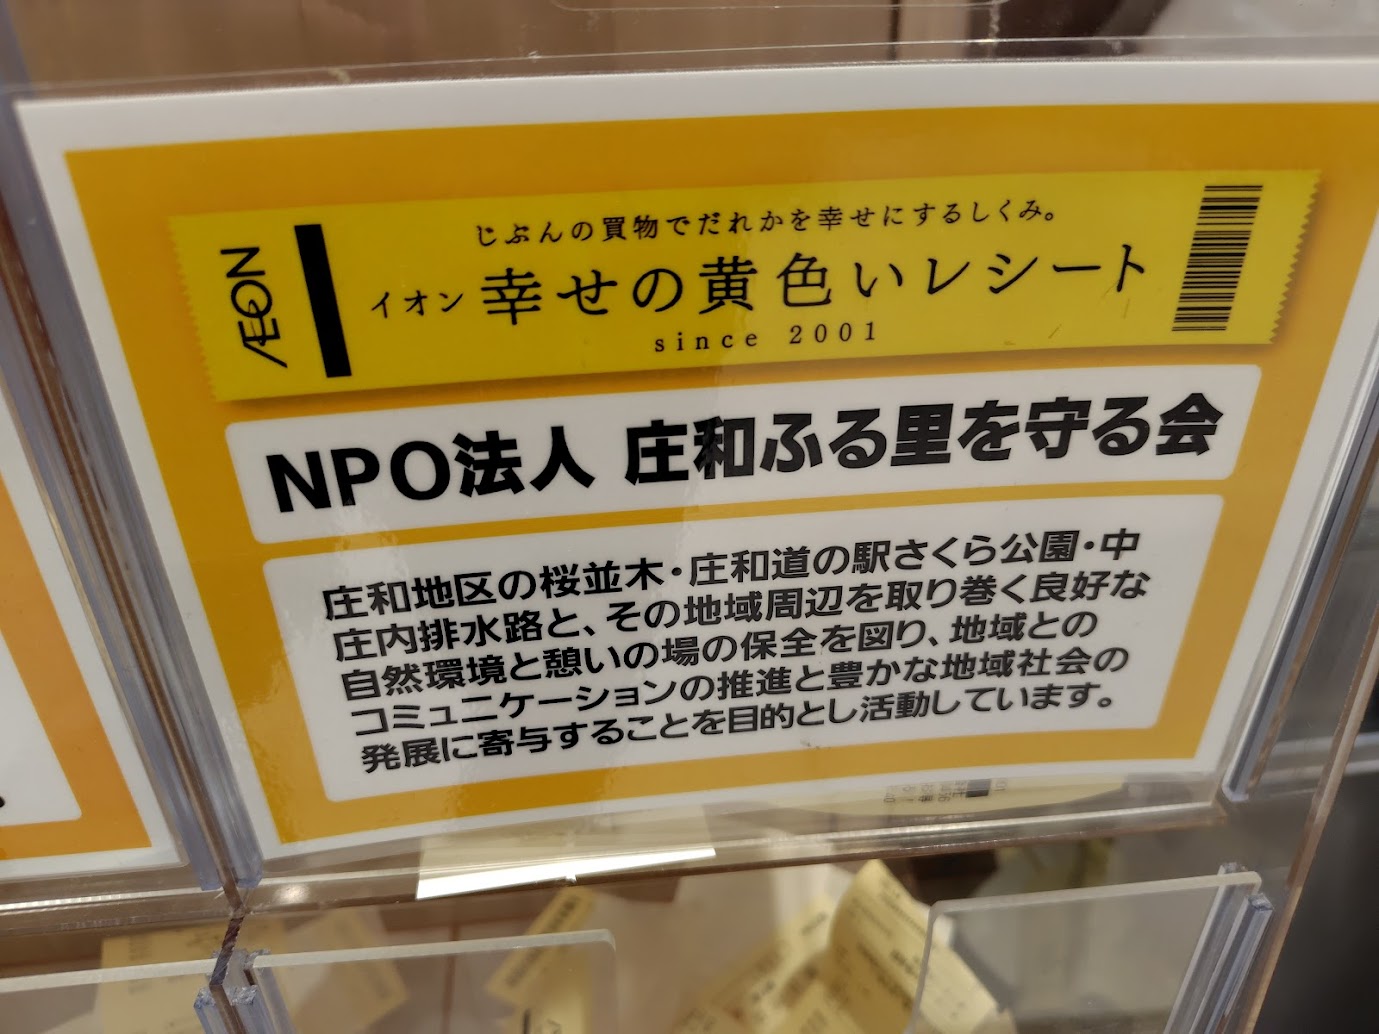 AEON
じぶんの買物でだれかを幸せにするしくみ。
イオン 幸せの黄色いレシート
since 2001
NPO法人 庄和ふる里を守る会
庄和地区の桜並木・庄和道の駅さくら公園・中
庄内排水路と、その地域周辺を取り巻く良好な
自然環境と憩いの場の保全を図り、地域との
コミュニケーションの推進と豊かな地域社会の
発展に寄与することを目的とし活動しています。